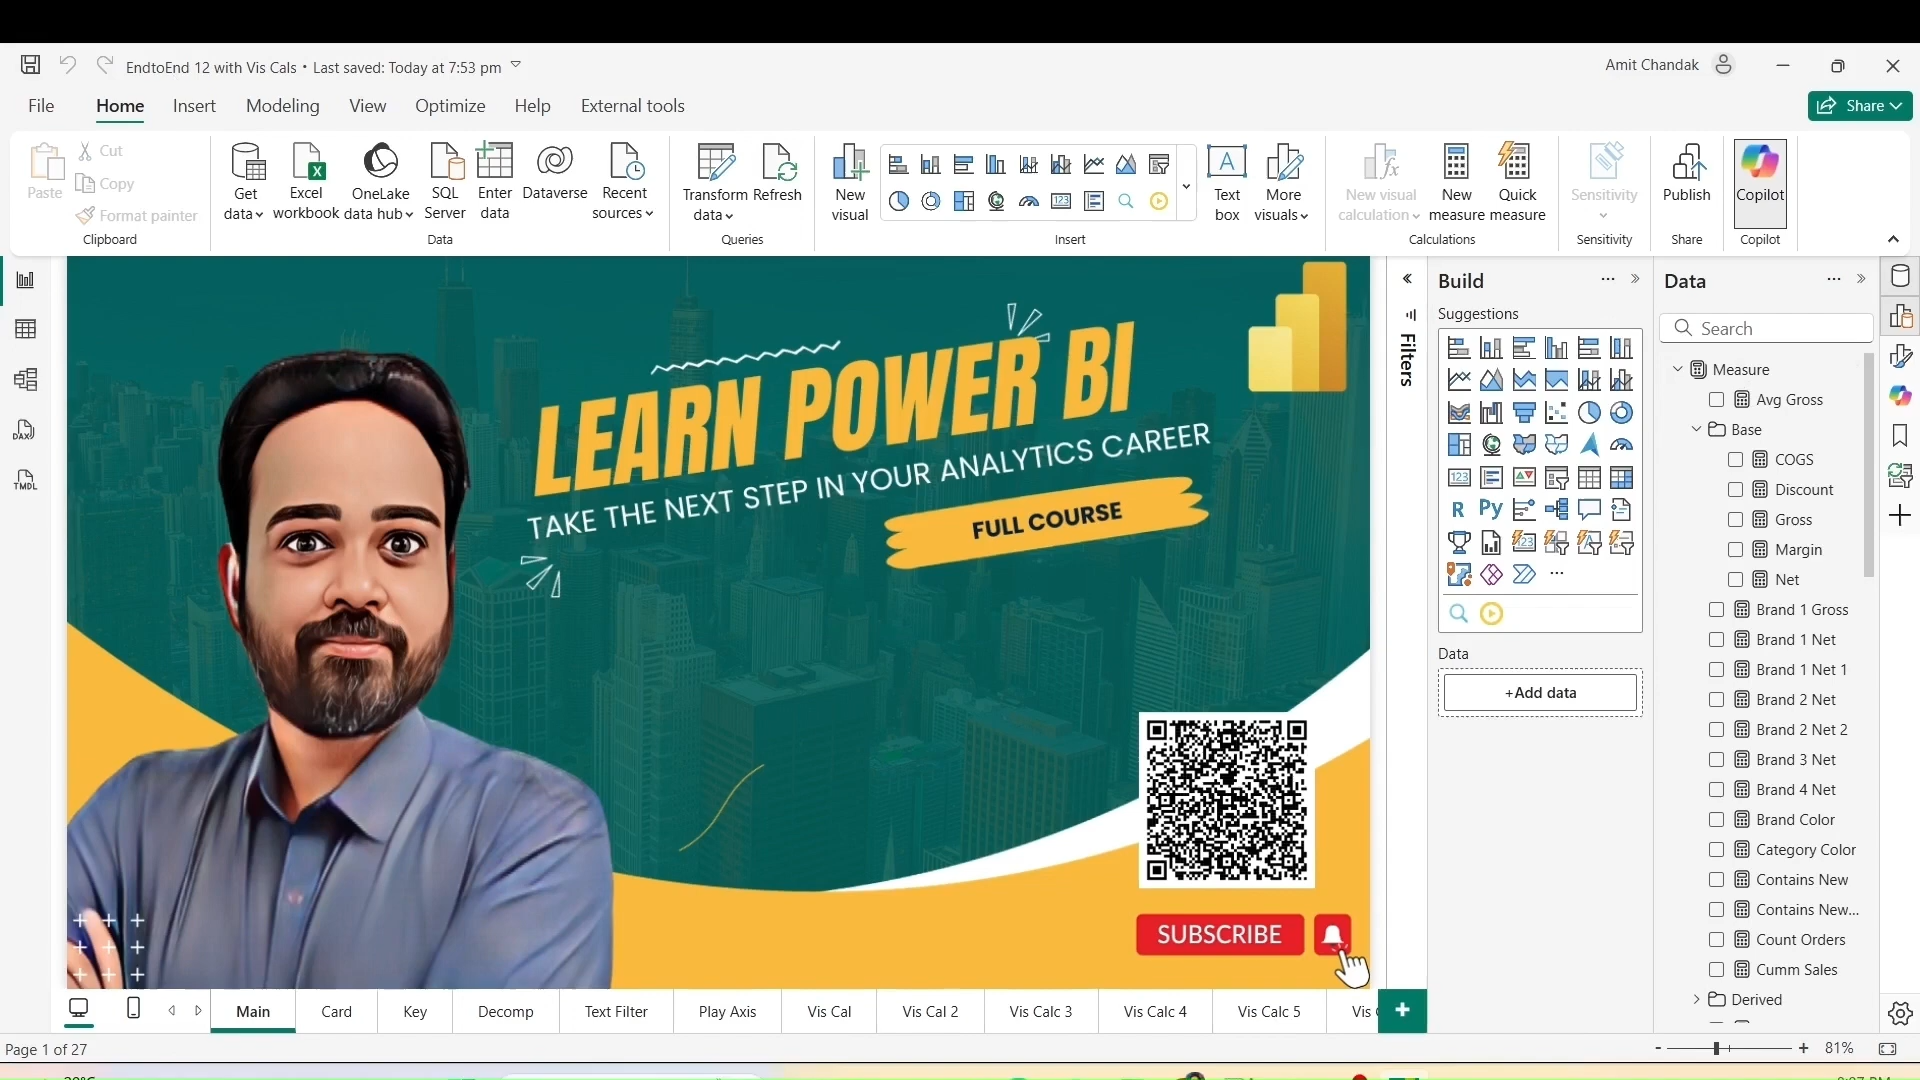 EndtoEnd 12 with Vis Cals • Last saved: Today at 7:53 pm
Amit Chandak
File
Home
Insert
Modeling
View
Optimize
Help
External tools
Share
Paste
Cut
Copy
Format painter
Clipboard
Get data
Excel workbook
OneLake data hub
SQL Server
Enter data
Dataverse
Recent sources
Data
Transform data
Refresh
Queries
New visual
Text box
More visuals
Insert
New visual calculation
New measure
Quick measure
Calculations
Sensitivity
Sensitivity
Publish
Share
Copilot
Copilot
DAX
TMDL
LEARN POWER BI
TAKE THE NEXT STEP IN YOUR ANALYTICS CAREER
FULL COURSE
SUBSCRIBE
Filters
Build
Suggestions
R
Py
Data
+Add data
Data
Search
Measure
Avg Gross
Base
COGS
Discount
Gross
Margin
Net
Brand 1 Gross
Brand 1 Net
Brand 1 Net 1
Brand 2 Net
Brand 2 Net 2
Brand 3 Net
Brand 4 Net
Brand Color
Category Color
Contains New
Contains New...
Count Orders
Cumm Sales
Derived
Main
Card
Key
Decomp
Text Filter
Play Axis
Vis Cal
Vis Cal 2
Vis Calc 3
Vis Calc 4
Vis Calc 5
Vis
Page 1 of 27
81%